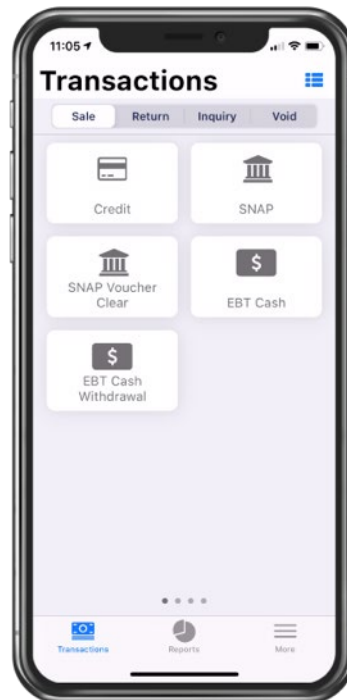 11:05
Transactions
Sale Return Inquiry Void
Credit SNAP
SNAP Voucher
Clear
EBT Cash
$
$
EBT Cash
Withdrawal
Transactions Reports More